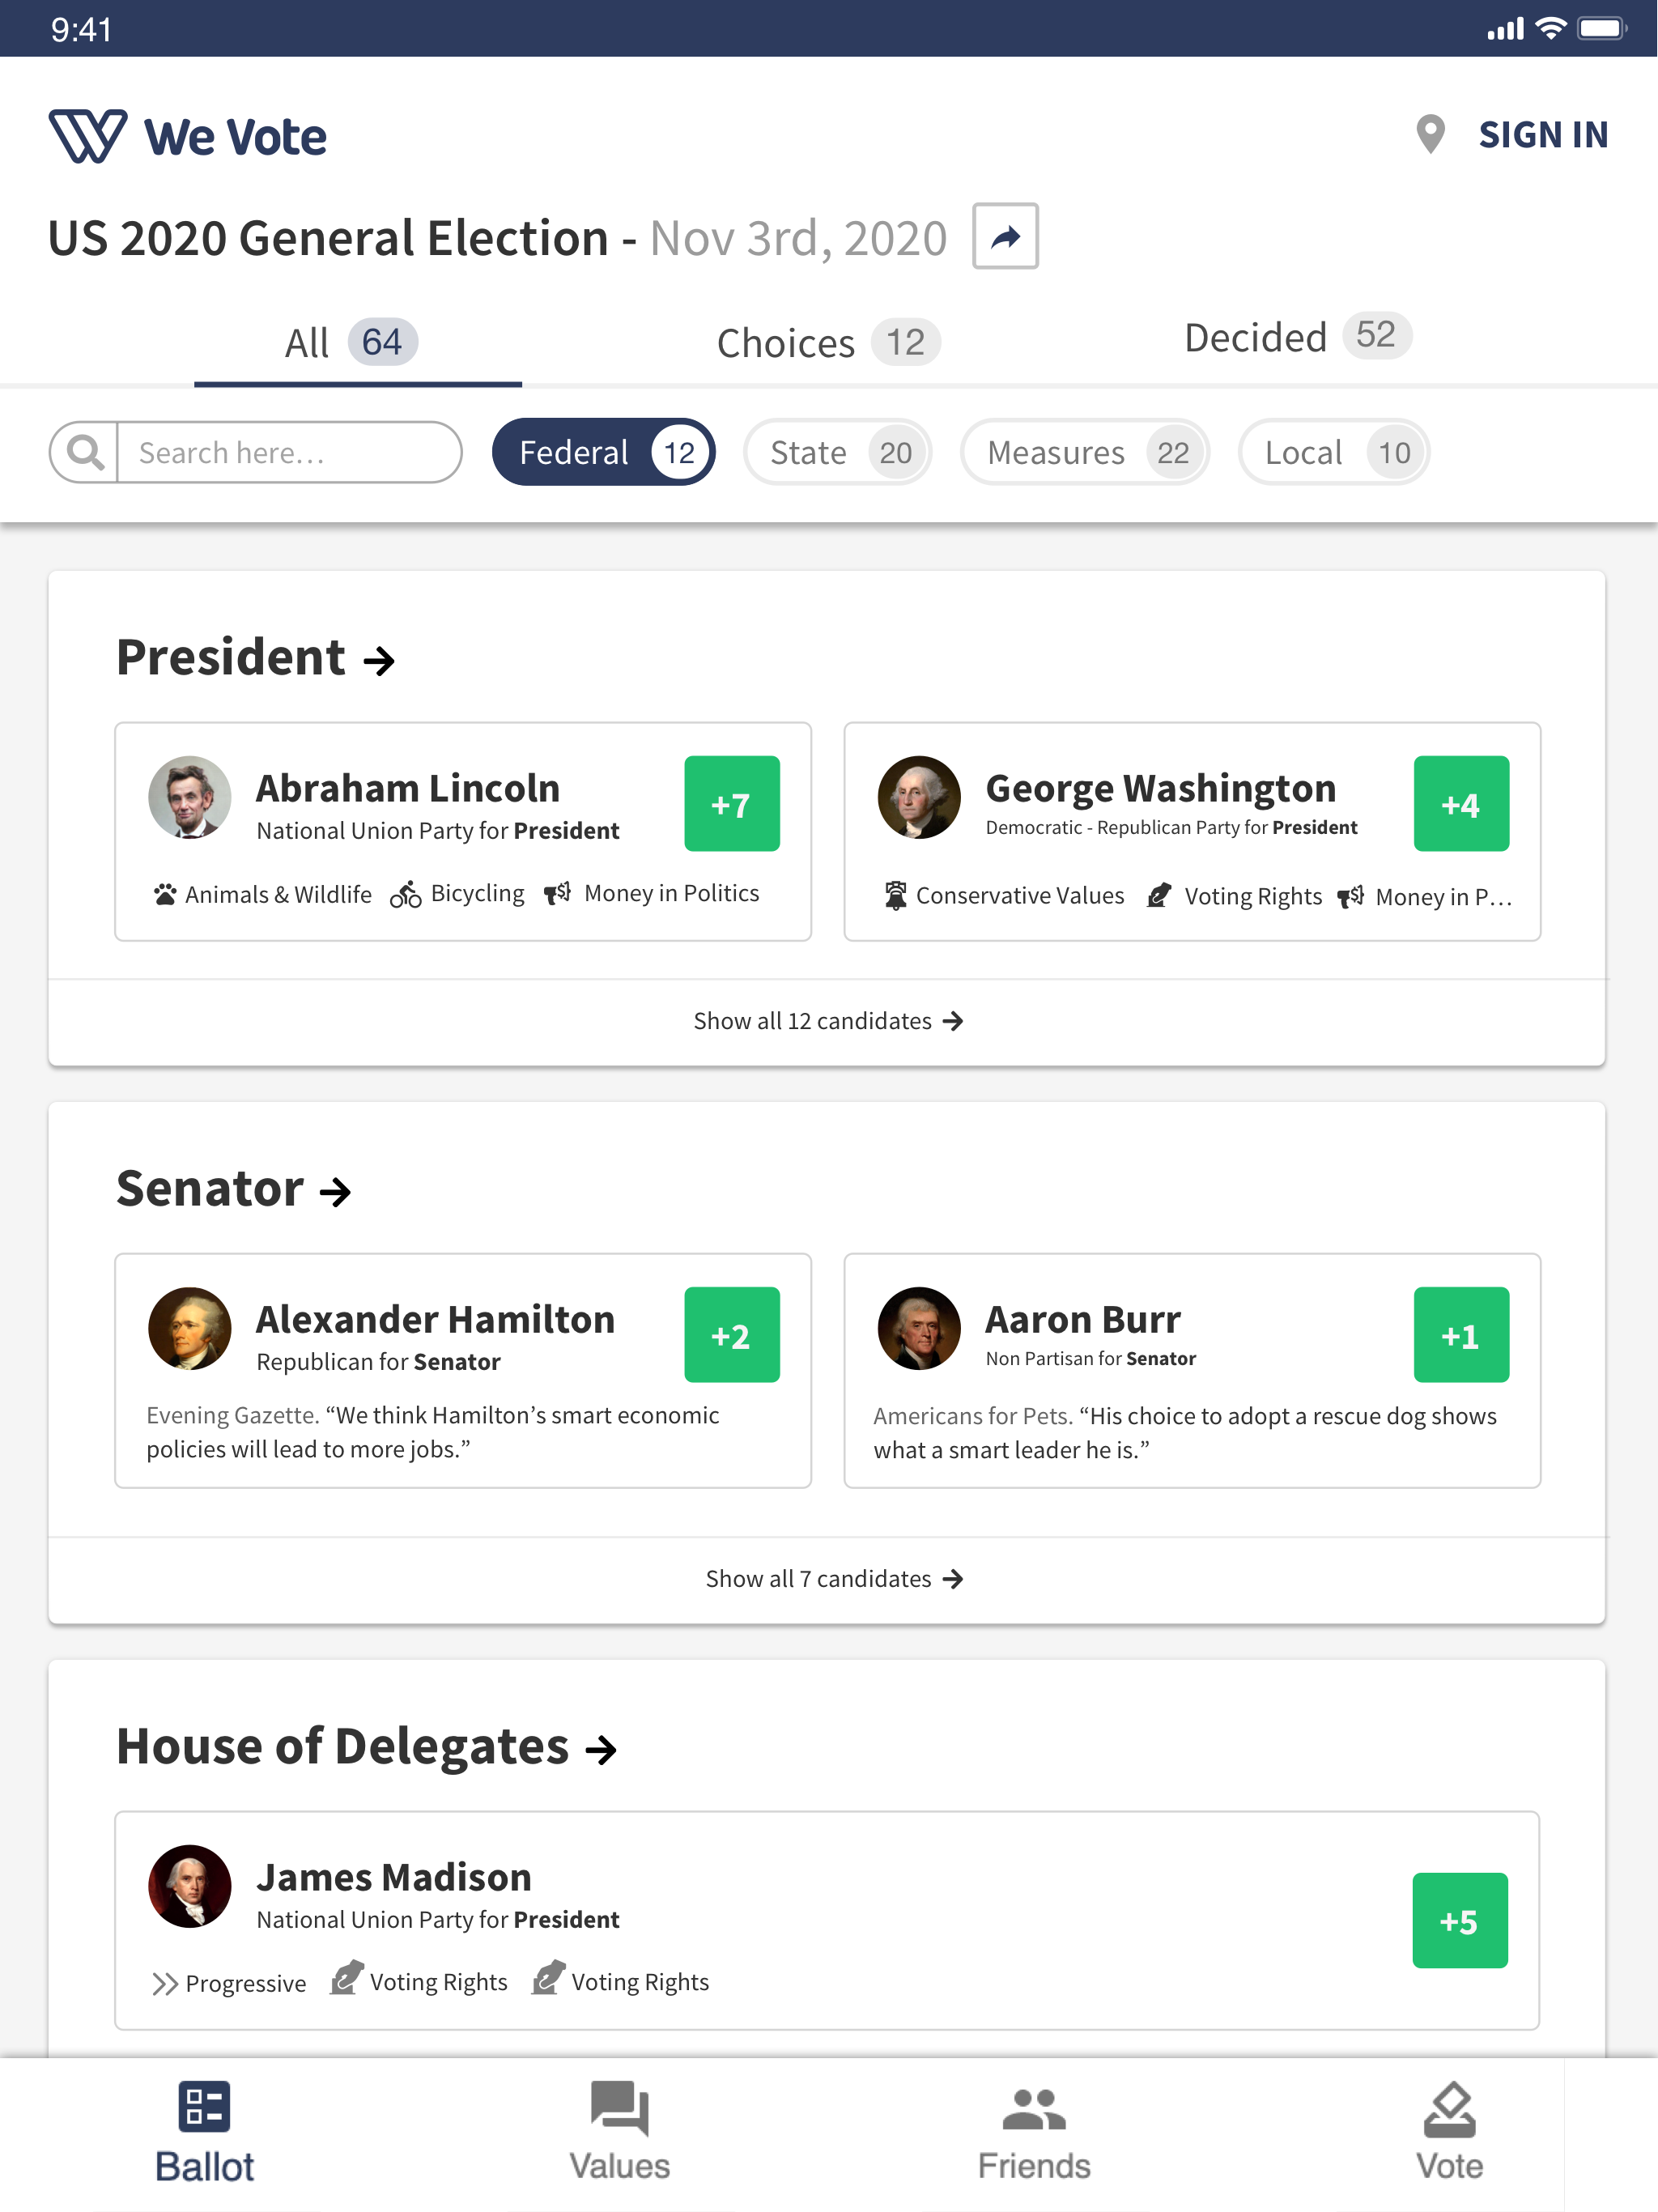 9:41
We Vote
SIGN IN
US 2020 General Election - Nov 3rd, 2020
All 64
Choices 12
Decided 52
Search here...
Federal 12
State 20
Measures 22
Local 10
President
Abraham Lincoln
National Union Party for President
+7
Animals & Wildlife
Bicycling
Money in Politics
George Washington
Democratic - Republican Party for President
+4
Conservative Values
Voting Rights
Money in P...
Show all 12 candidates
Senator
Alexander Hamilton
Republican for Senator
+2
Evening Gazette. “We think Hamilton’s smart economic
policies will lead to more jobs.”
Aaron Burr
Non Partisan for Senator
+1
Americans for Pets. “His choice to adopt a rescue dog shows
what a smart leader he is.”
Show all 7 candidates
House of Delegates
James Madison
National Union Party for President
+5
Progressive
Voting Rights
Voting Rights
Ballot
Values
Friends
Vote